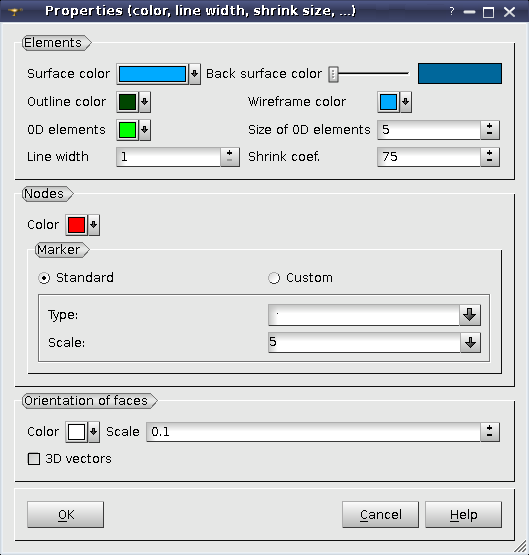 Properties (color, line width, shrink size, ...)
Elements
Surface color Back surface color
Outline color Wireframe color
0D elements Size of 0D elements 5
Line width 1 Shrink coef. 75
Nodes
Color
Marker
Standard Custom
Type:
Scale: 5
Orientation of faces
Color Scale 0.1
3D vectors
OK Cancel Help